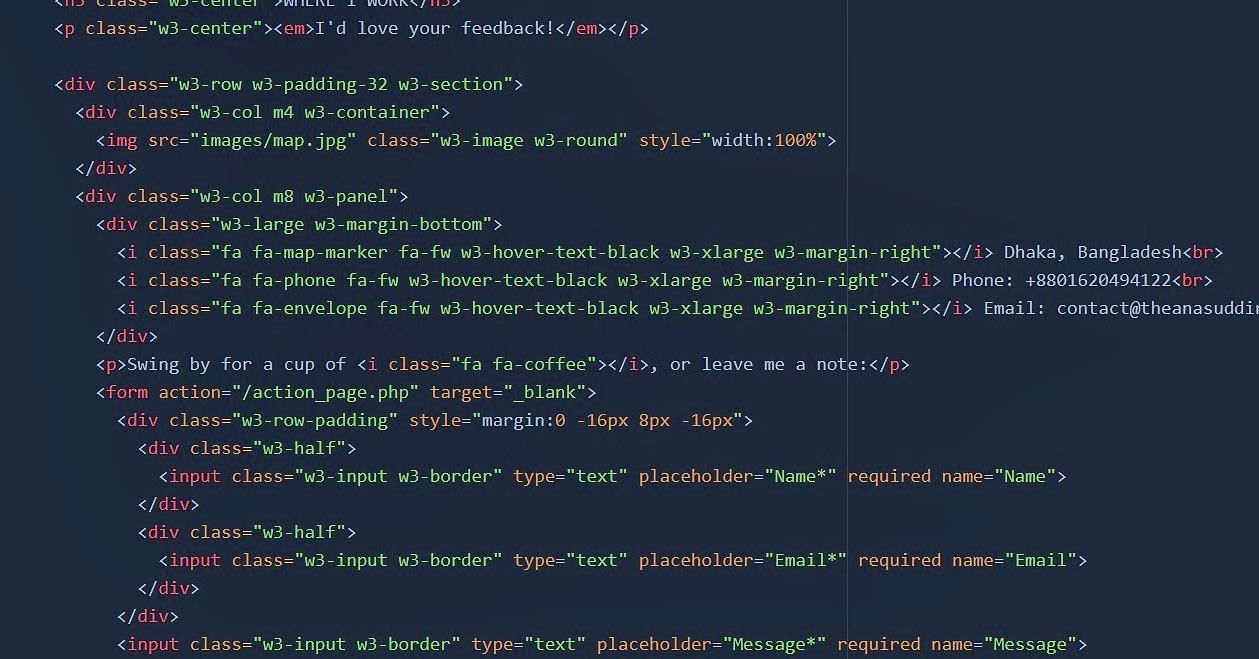 <h3 class="w3-center">WHERE I WORK</h3>
<p class="w3-center"><em>I'd love your feedback!</em></p>
<div class="w3-row w3-padding-32 w3-section">
<div class="w3-col m4 w3-container">
<img src="images/map.jpg" class="w3-image w3-round" style="width:100%">
</div>
<div class="w3-col m8 w3-panel">
<div class="w3-large w3-margin-bottom">
<i class="fa fa-map-marker fa-fw w3-hover-text-black w3-xlarge w3-margin-right"></i> Dhaka, Bangladesh<br>
<i class="fa fa-phone fa-fw w3-hover-text-black w3-xlarge w3-margin-right"></i> Phone: +8801620494122<br>
<i class="fa fa-envelope fa-fw w3-hover-text-black w3-xlarge w3-margin-right"></i> Email: contact@theanasuddin
</div>
<p>Swing by for a cup of <i class="fa fa-coffee"></i>, or leave me a note:</p>
<form action="/action_page.php" target="_blank">
<div class="w3-row-padding" style="margin:0 -16px 8px -16px">
<div class="w3-half">
<input class="w3-input w3-border" type="text" placeholder="Name*" required name="Name">
</div>
<div class="w3-half">
<input class="w3-input w3-border" type="text" placeholder="Email*" required name="Email">
</div>
</div>
<input class="w3-input w3-border" type="text" placeholder="Message*" required name="Message">